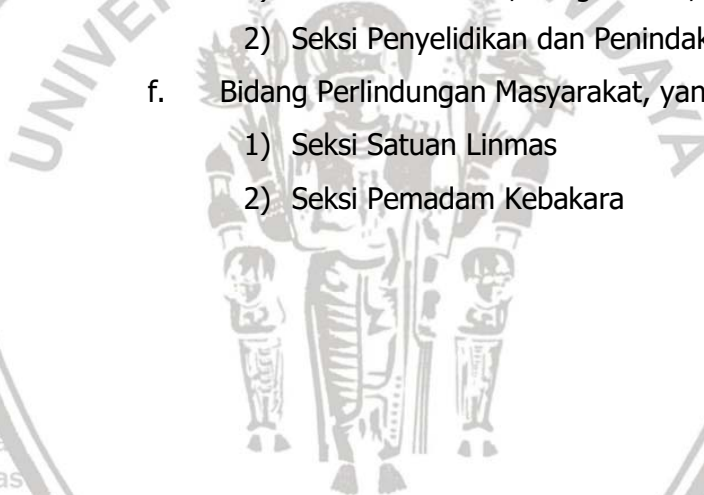 2) Seksi Penyelidikan dan Penindak
f. Bidang Perlindungan Masyarakat, yan
1) Seksi Satuan Linmas
2) Seksi Pemadam Kebakara